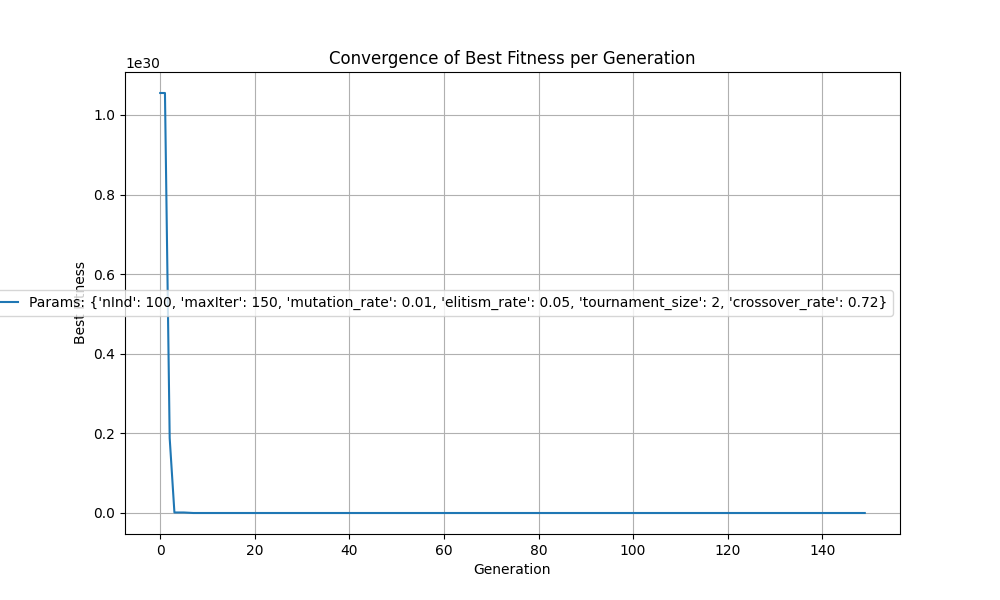 Convergence of Best Fitness per Generation
1e30
1.0
0.8
0.6
0.4
0.2
0.0
Best
ness
Params: {'nInd': 100, 'maxIter': 150, 'mutation_rate': 0.01, 'elitism_rate': 0.05, 'tournament_size': 2, 'crossover_rate': 0.72}
0 20 40 60 80 100 120 140
Generation